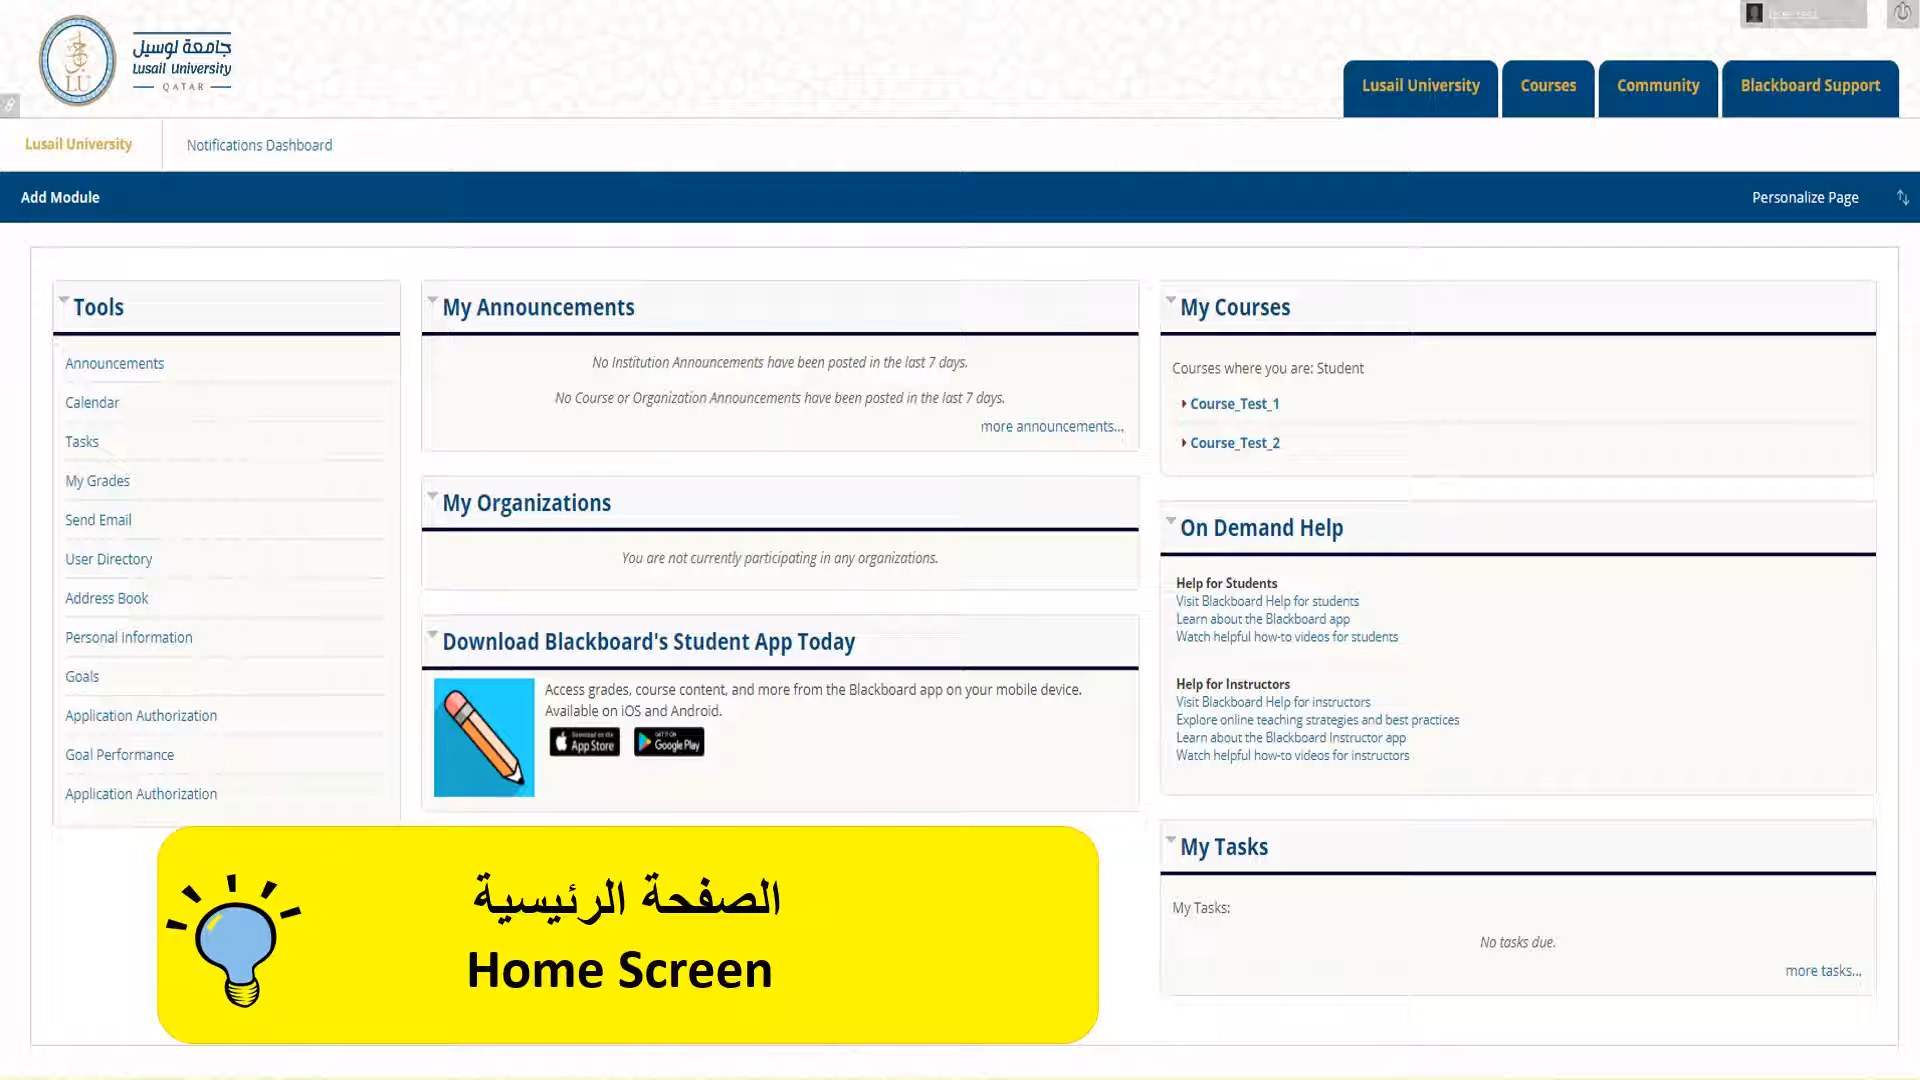 جامعة لوسيل
Lusail University
QATAR
LU
Lusail University
Courses
Community
Blackboard Support
Lusail University
Notifications Dashboard
Add Module
Personalize Page
Tools
Announcements
Calendar
Tasks
My Grades
Send Email
User Directory
Address Book
Personal Information
Goals
Application Authorization
Goal Performance
Application Authorization
My Announcements
No Institution Announcements have been posted in the last 7 days.
No Course or Organization Announcements have been posted in the last 7 days.
more announcements...
My Organizations
You are not currently participating in any organizations.
Download Blackboard's Student App Today
Access grades, course content, and more from the Blackboard app on your mobile device.
Available on iOS and Android.
Download on the
App Store
GET IT ON
Google Play
My Courses
Courses where you are: Student
Course_Test_1
Course_Test_2
On Demand Help
Help for Students
Visit Blackboard Help for students
Learn about the Blackboard app
Watch helpful how-to videos for students
Help for Instructors
Visit Blackboard Help for instructors
Explore online teaching strategies and best practices
Learn about the Blackboard Instructor app
Watch helpful how-to videos for instructors
My Tasks
My Tasks:
No tasks due.
more tasks...
الصفحة الرئيسية
Home Screen